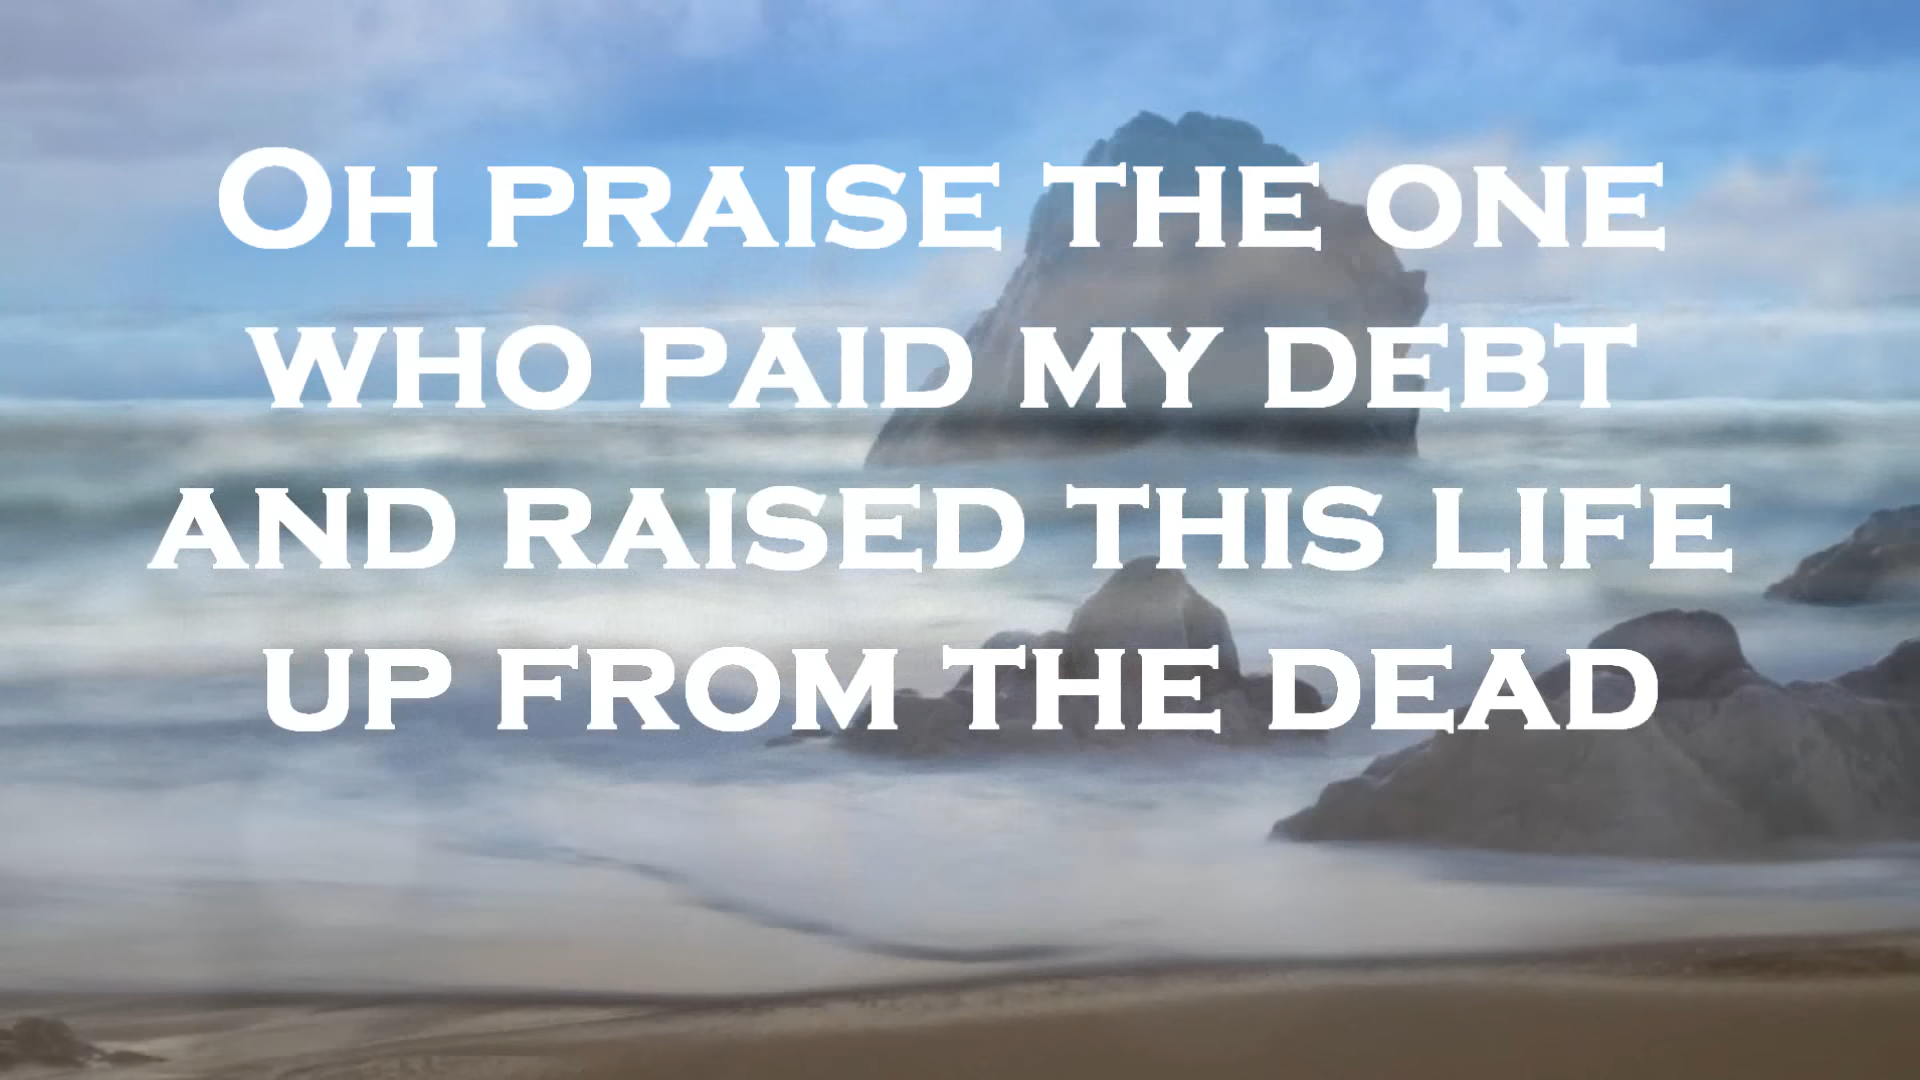 Oh praise the one
who paid my debt
and raised this life
up from the dead